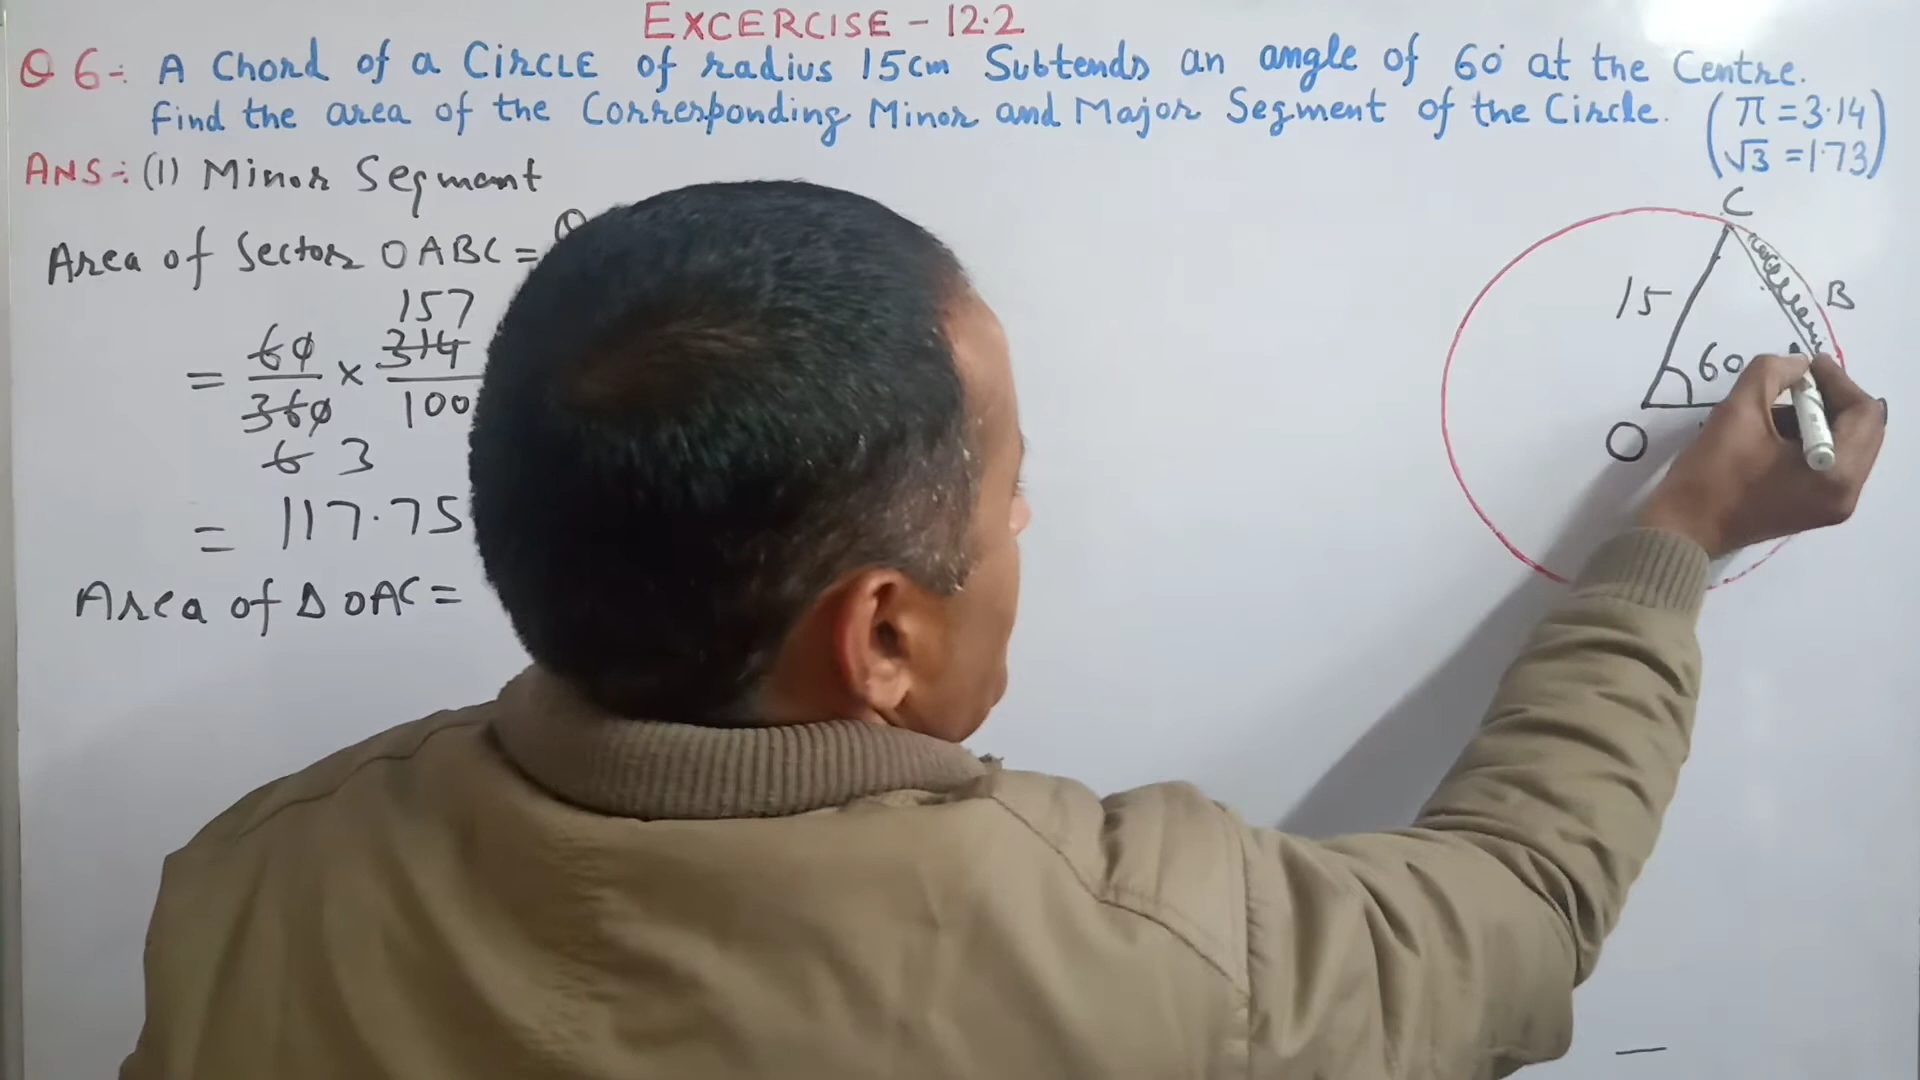 EXCERCISE - 12.2
Q 6-: A Chord of a CIRCLE of radius 15cm Subtends an angle of 60° at the Centre.
Find the area of the Corresponding Minor and Major Segment of the Circle.
(π = 3.14
√3 = 1.73)
ANS-: (1) Minor Segmant
Area of Sector OABC =
157
= 60/360 × 314/100
6 3
= 117.75
Area of Δ OAC =
C
15
B
60
O